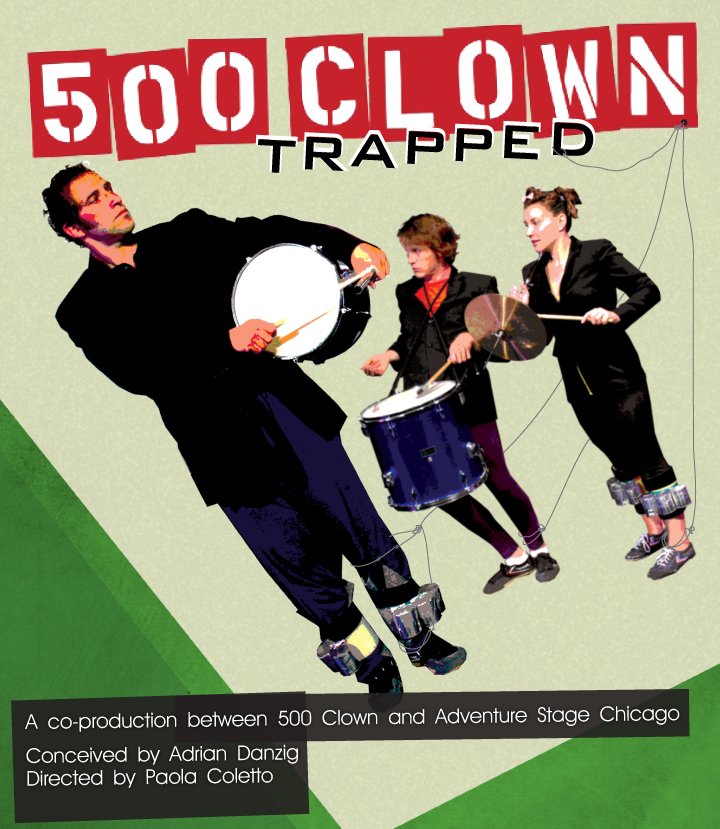 500 CLOWN
TRAPPED
A co-production between 500 Clown and Adventure Stage Chicago
Conceived by Adrian Danzig
Directed by Paola Coletto